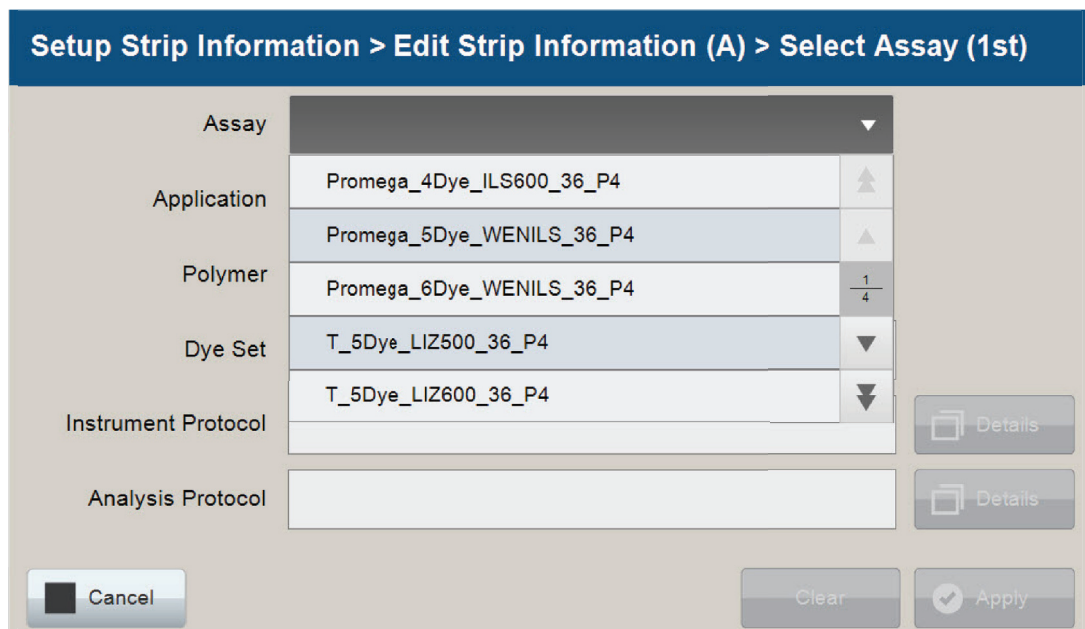 Setup Strip Information > Edit Strip Information (A) > Select Assay (1st)
Assay
Promega_4Dye_ILS600_36_P4
Application
Promega_5Dye_WENILS_36_P4
Polymer
Promega_6Dye_WENILS_36_P4
1
4
Dye Set
T_5Dye_LIZ500_36_P4
T_5Dye_LIZ600_36_P4
Instrument Protocol
Details
Analysis Protocol
Details
Cancel
Clear
Apply